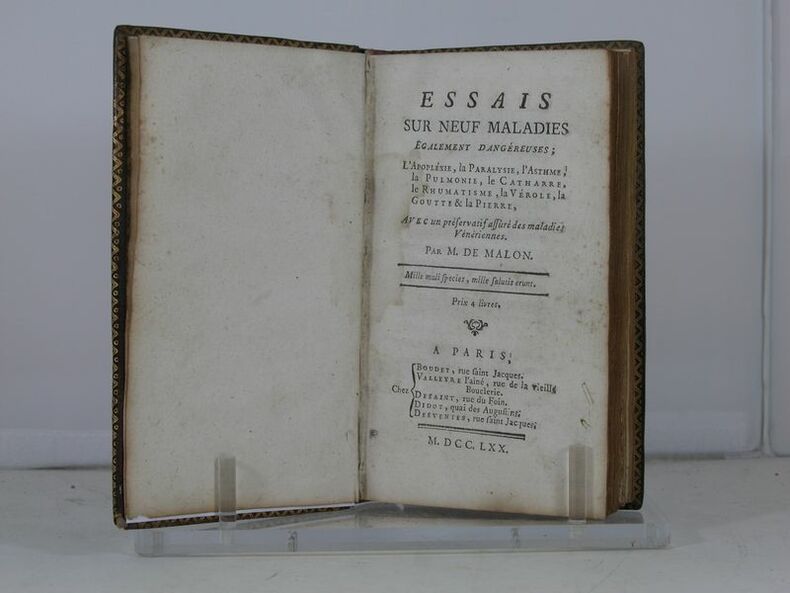 ESSAIS
SUR NEUF MALADIES
ÉGALEMENT DANGÉREUSES;
L'APOPLÉXIE, la PARALYSIE, l'ASTHME,
la PULMONIE, le CATHARRE,
le RHUMATISME, la VÉROLE, la
GOUTTE & la PIERRE,
AVEC un préſervatif aſſuré des maladies
Vénériennes.
PAR M. DE MALON.
Mille mali ſpecies, mille ſalutis erunt.
Prix 4 livres.
A PARIS,
BOUDET, rue ſaint Jacques.
VALLEYRE l'aîné, rue de la Vieille
Bouclerie.
Chez DESAINT, rue du Foin.
DIDOT, quai des Auguſtins.
DESVENTES, rue ſaint Jacques.
M. DCC. LXX.